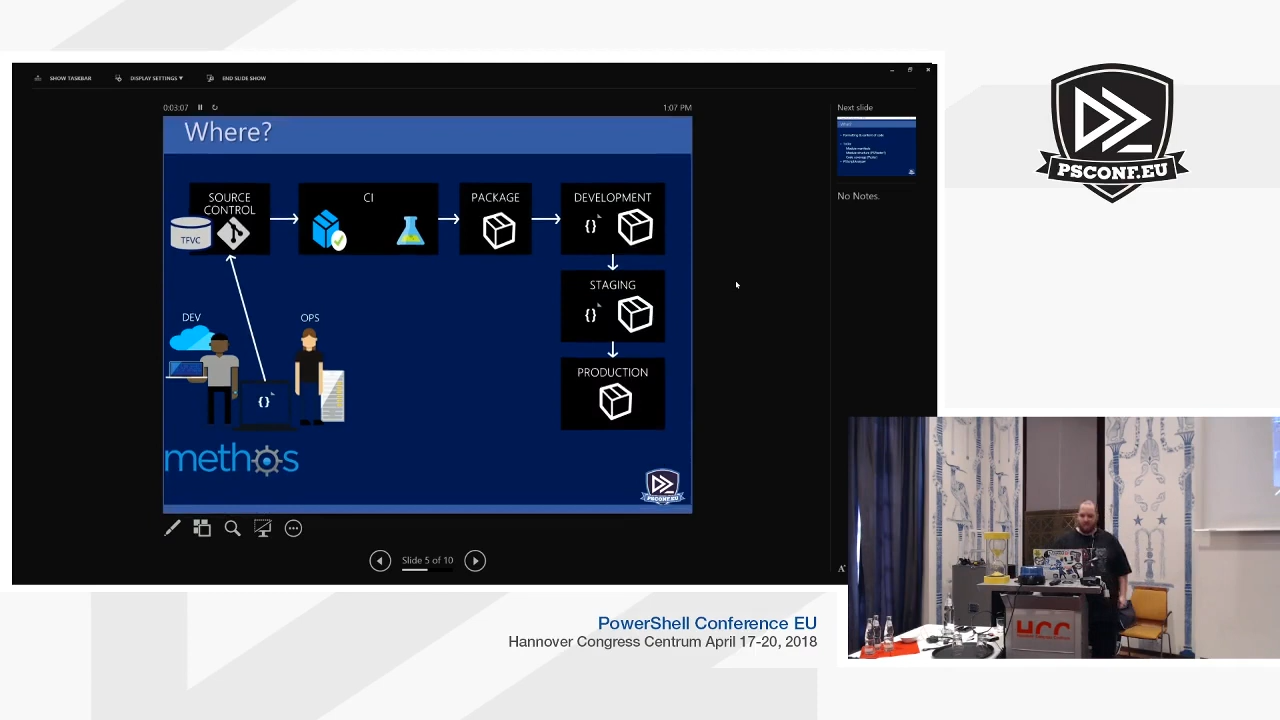 SHOW TASKBAR
DISPLAY SETTINGS ▼
END SLIDE SHOW
0:03:07
1:07 PM
Next slide
Where?
SOURCE
CONTROL
TFVC
CI
PACKAGE
DEVELOPMENT
{}
STAGING
{}
PRODUCTION
DEV
OPS
{}
methos
PSCONF.EU
No Notes.
Slide 5 of 10
A
PSCONF.EU
HCC
PowerShell Conference EU
Hannover Congress Centrum April 17-20, 2018